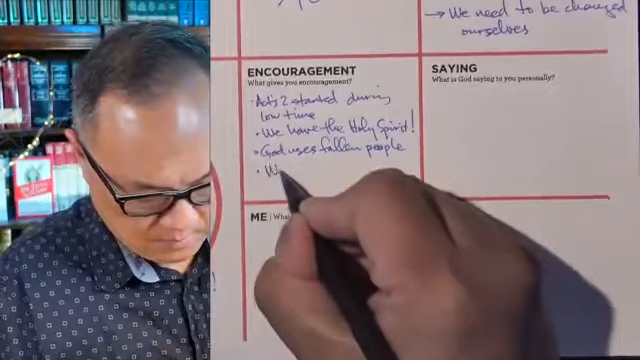 → We need to be changed
ourselves
ENCOURAGEMENT
What gives you encouragement?
• Acts 2 started during
low time
• We have the Holy Spirit!
• God uses fallen people
• W
SAYING
What is God saying to you personally?
ME |